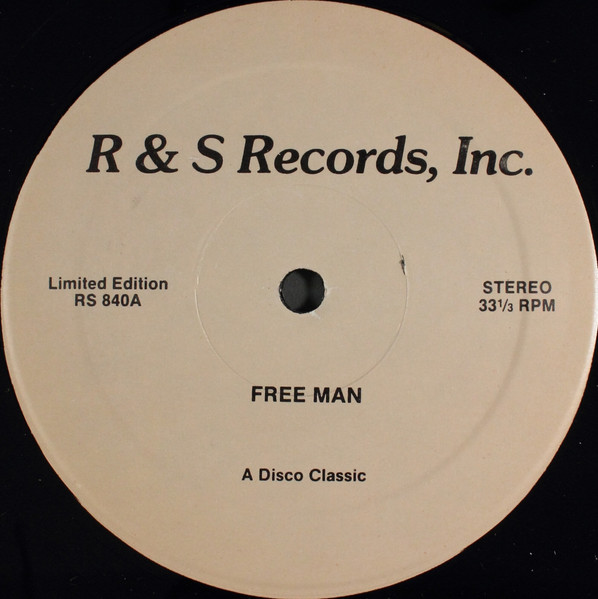 R & S Records, Inc.
Limited Edition
RS 840A
STEREO
33⅓ RPM
FREE MAN
A Disco Classic